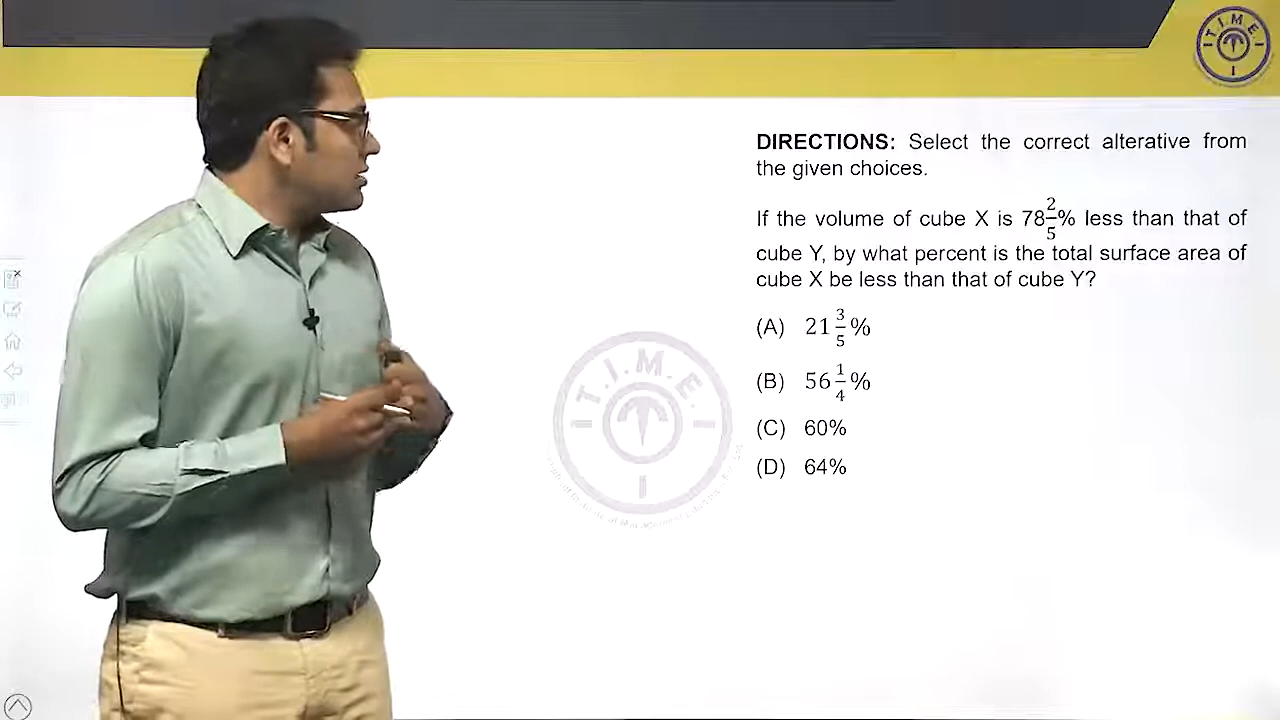 T.I.M.E.
DIRECTIONS: Select the correct alterative from
the given choices.
If the volume of cube X is 78 2/5% less than that of
cube Y, by what percent is the total surface area of
cube X be less than that of cube Y?
(A) 21 3/5 %
(B) 56 1/4 %
(C) 60%
(D) 64%
T.I.M.E.